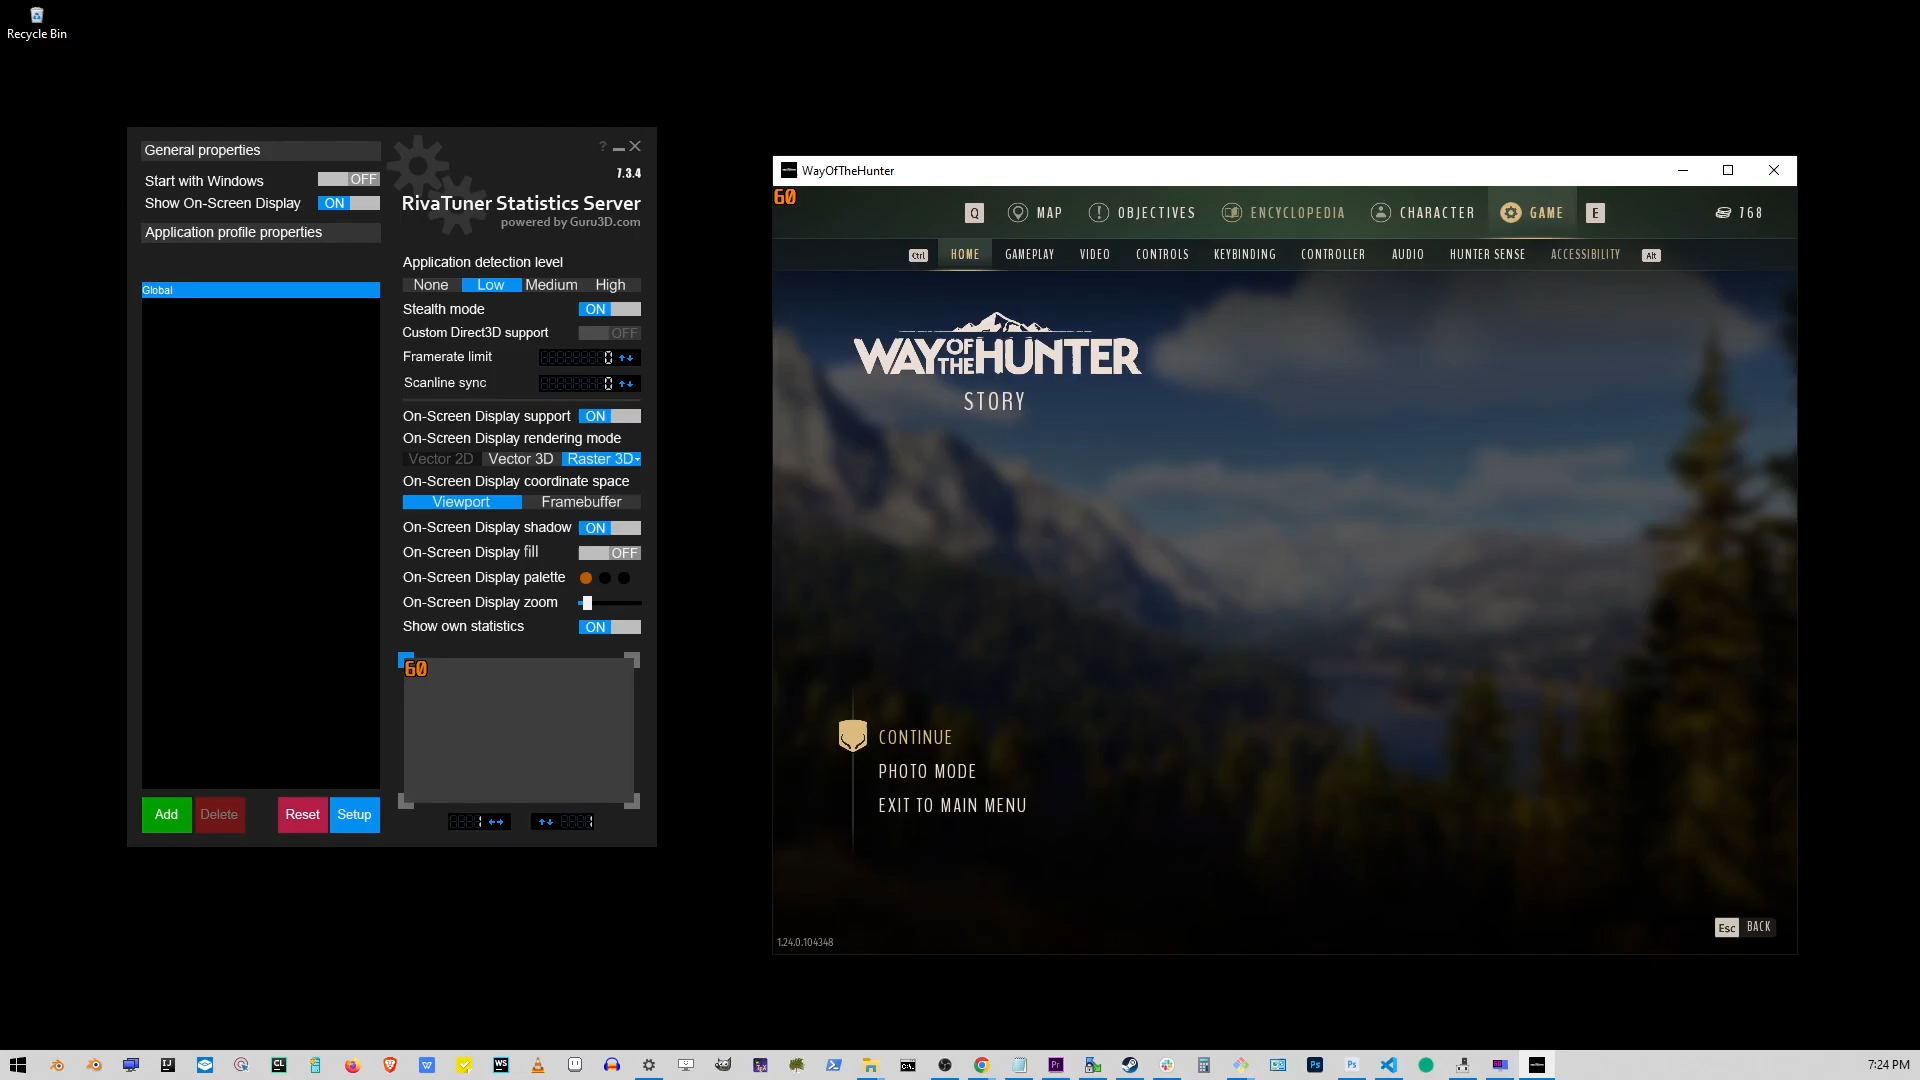 Recycle Bin
General properties
Start with Windows OFF
Show On-Screen Display ON
Application profile properties
Global
Add Delete Reset Setup
?
7.3.4
RivaTuner Statistics Server
powered by Guru3D.com
Application detection level
None Low Medium High
Stealth mode ON
Custom Direct3D support OFF
Framerate limit 0
Scanline sync 0
On-Screen Display support ON
On-Screen Display rendering mode
Vector 2D Vector 3D Raster 3D
On-Screen Display coordinate space
Viewport Framebuffer
On-Screen Display shadow ON
On-Screen Display fill OFF
On-Screen Display palette
On-Screen Display zoom
Show own statistics ON
60
WayOfTheHunter
60
Q MAP OBJECTIVES ENCYCLOPEDIA CHARACTER GAME E 768
Ctrl HOME GAMEPLAY VIDEO CONTROLS KEYBINDING CONTROLLER AUDIO HUNTER SENSE ACCESSIBILITY Alt
WAY OF THE HUNTER
STORY
CONTINUE
PHOTO MODE
EXIT TO MAIN MENU
Esc BACK
1.24.0.104348
7:24 PM